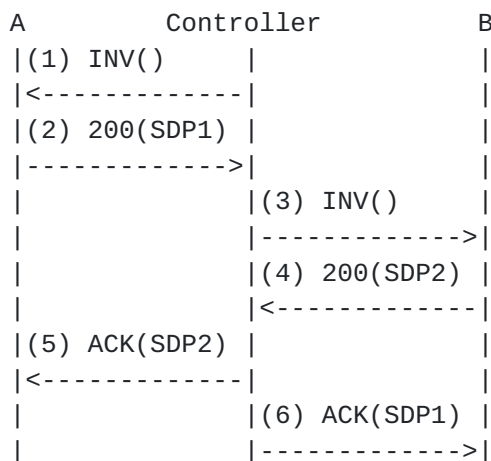 A Controller B
(1) INV()
(2) 200(SDP1)
(3) INV()
(4) 200(SDP2)
(5) ACK(SDP2)
(6) ACK(SDP1)